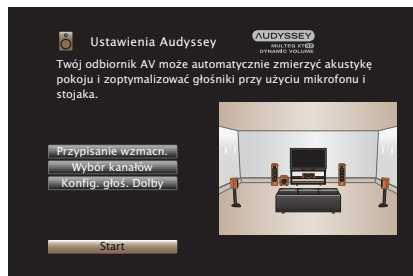 Ustawienia Audyssey
AUDYSSEY
MULTEQ XT32
DYNAMIC VOLUME
Twój odbiornik AV może automatycznie zmierzyć akustykę
pokoju i zoptymalizować głośniki przy użyciu mikrofonu i
stojaka.
Przypisanie wzmacn.
Wybór kanałów
Konfig. głoś. Dolby
Start